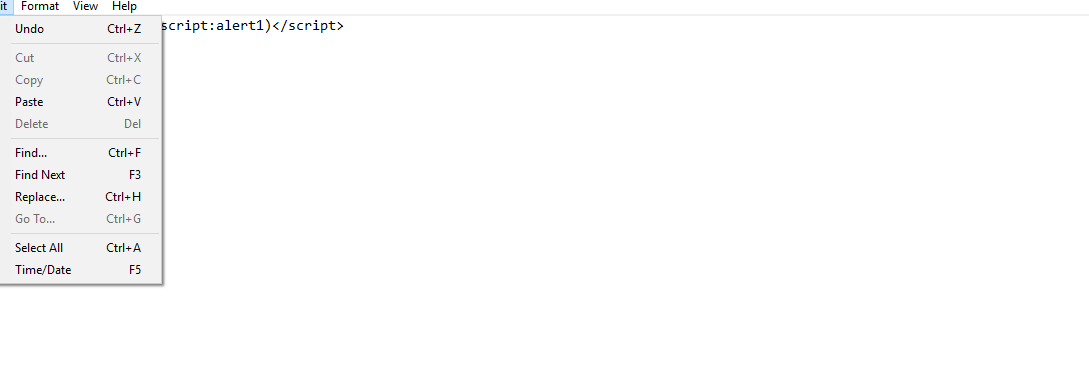 it Format View Help
script:alert1)</script>
Undo Ctrl+Z
Cut Ctrl+X
Copy Ctrl+C
Paste Ctrl+V
Delete Del
Find... Ctrl+F
Find Next F3
Replace... Ctrl+H
Go To... Ctrl+G
Select All Ctrl+A
Time/Date F5